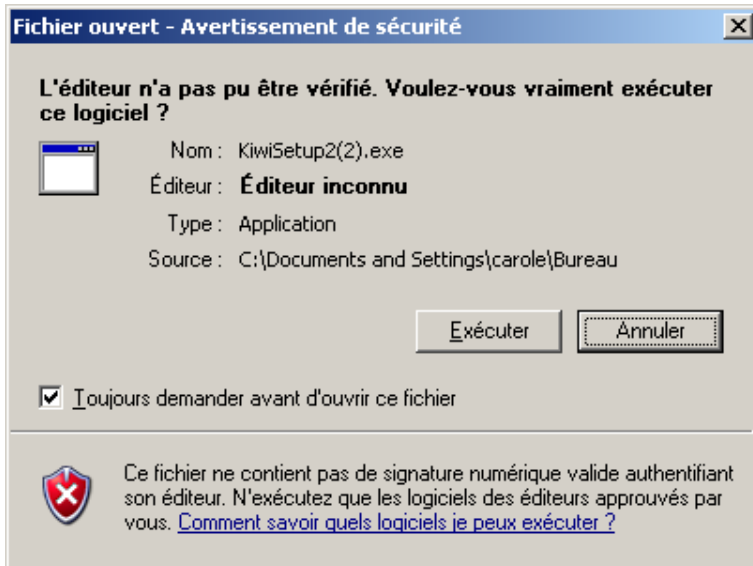 Fichier ouvert - Avertissement de sécurité
L'éditeur n'a pas pu être vérifié. Voulez-vous vraiment exécuter
ce logiciel ?
Nom : KiwiSetup2(2).exe
Éditeur : Éditeur inconnu
Type : Application
Source : C:\Documents and Settings\carole\Bureau
Exécuter Annuler
Toujours demander avant d'ouvrir ce fichier
Ce fichier ne contient pas de signature numérique valide authentifiant
son éditeur. N'exécutez que les logiciels des éditeurs approuvés par
vous. Comment savoir quels logiciels je peux exécuter ?